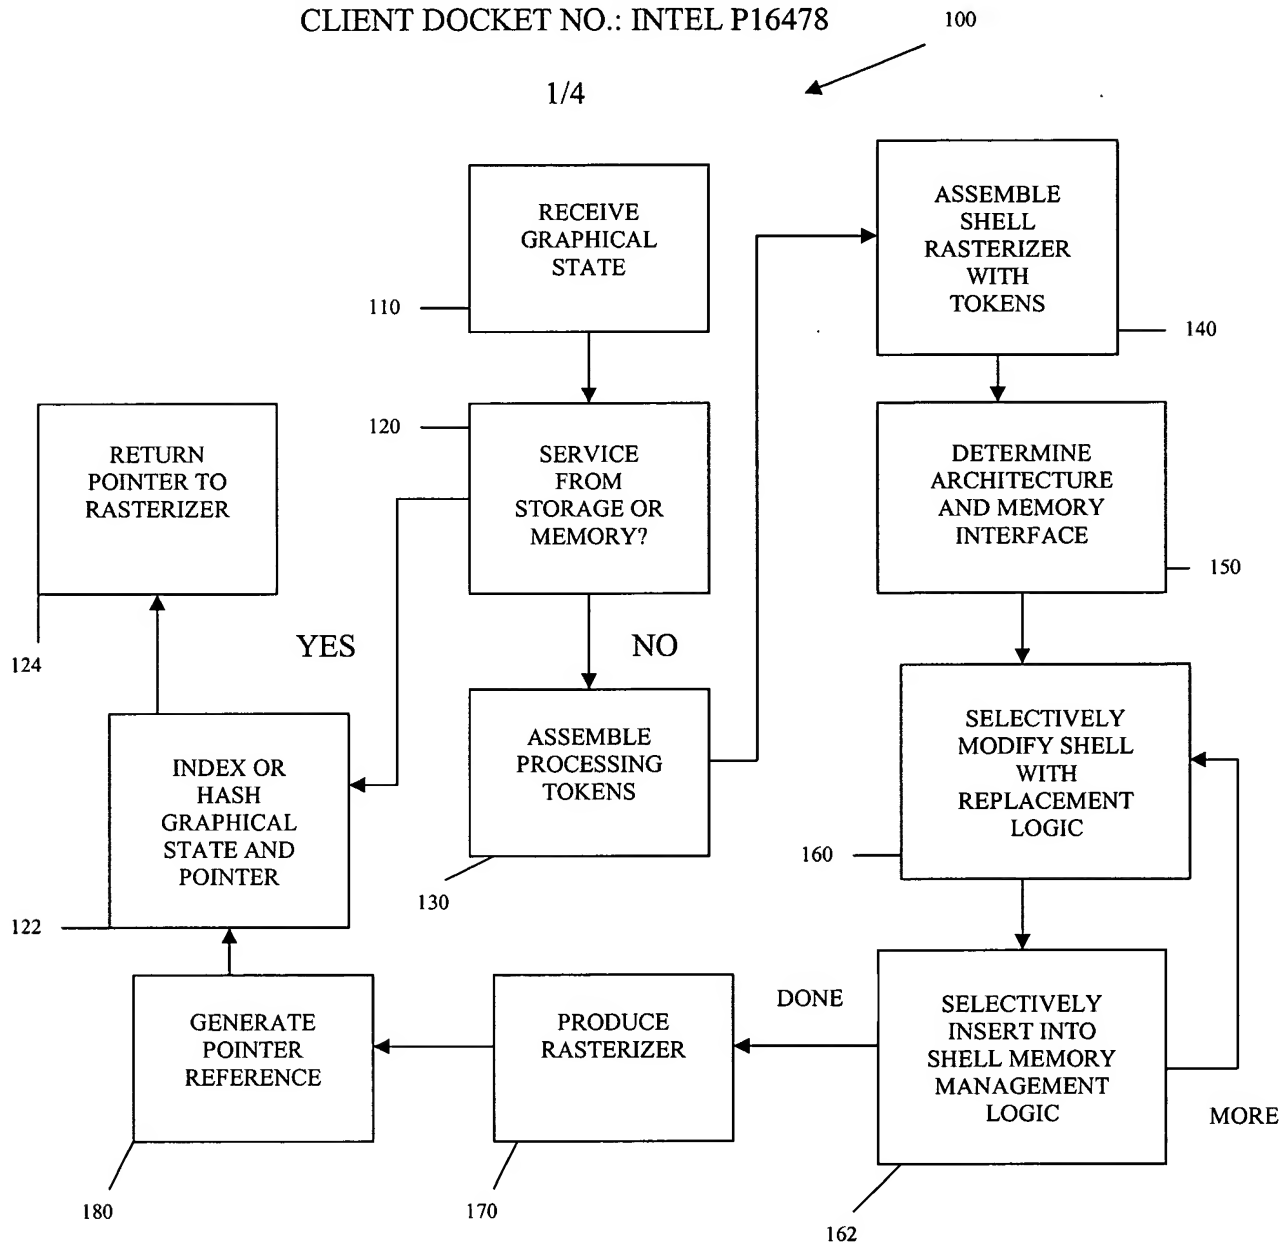 CLIENT DOCKET NO.: INTEL P16478
100
1/4
RECEIVE
GRAPHICAL
STATE
110
ASSEMBLE
SHELL
RASTERIZER
WITH
TOKENS
140
120
SERVICE
FROM
STORAGE OR
MEMORY?
RETURN
POINTER TO
RASTERIZER
124
DETERMINE
ARCHITECTURE
AND MEMORY
INTERFACE
150
YES
NO
ASSEMBLE
PROCESSING
TOKENS
130
INDEX OR
HASH
GRAPHICAL
STATE AND
POINTER
122
SELECTIVELY
MODIFY SHELL
WITH
REPLACEMENT
LOGIC
160
GENERATE
POINTER
REFERENCE
180
PRODUCE
RASTERIZER
170
DONE
SELECTIVELY
INSERT INTO
SHELL MEMORY
MANAGEMENT
LOGIC
162
MORE